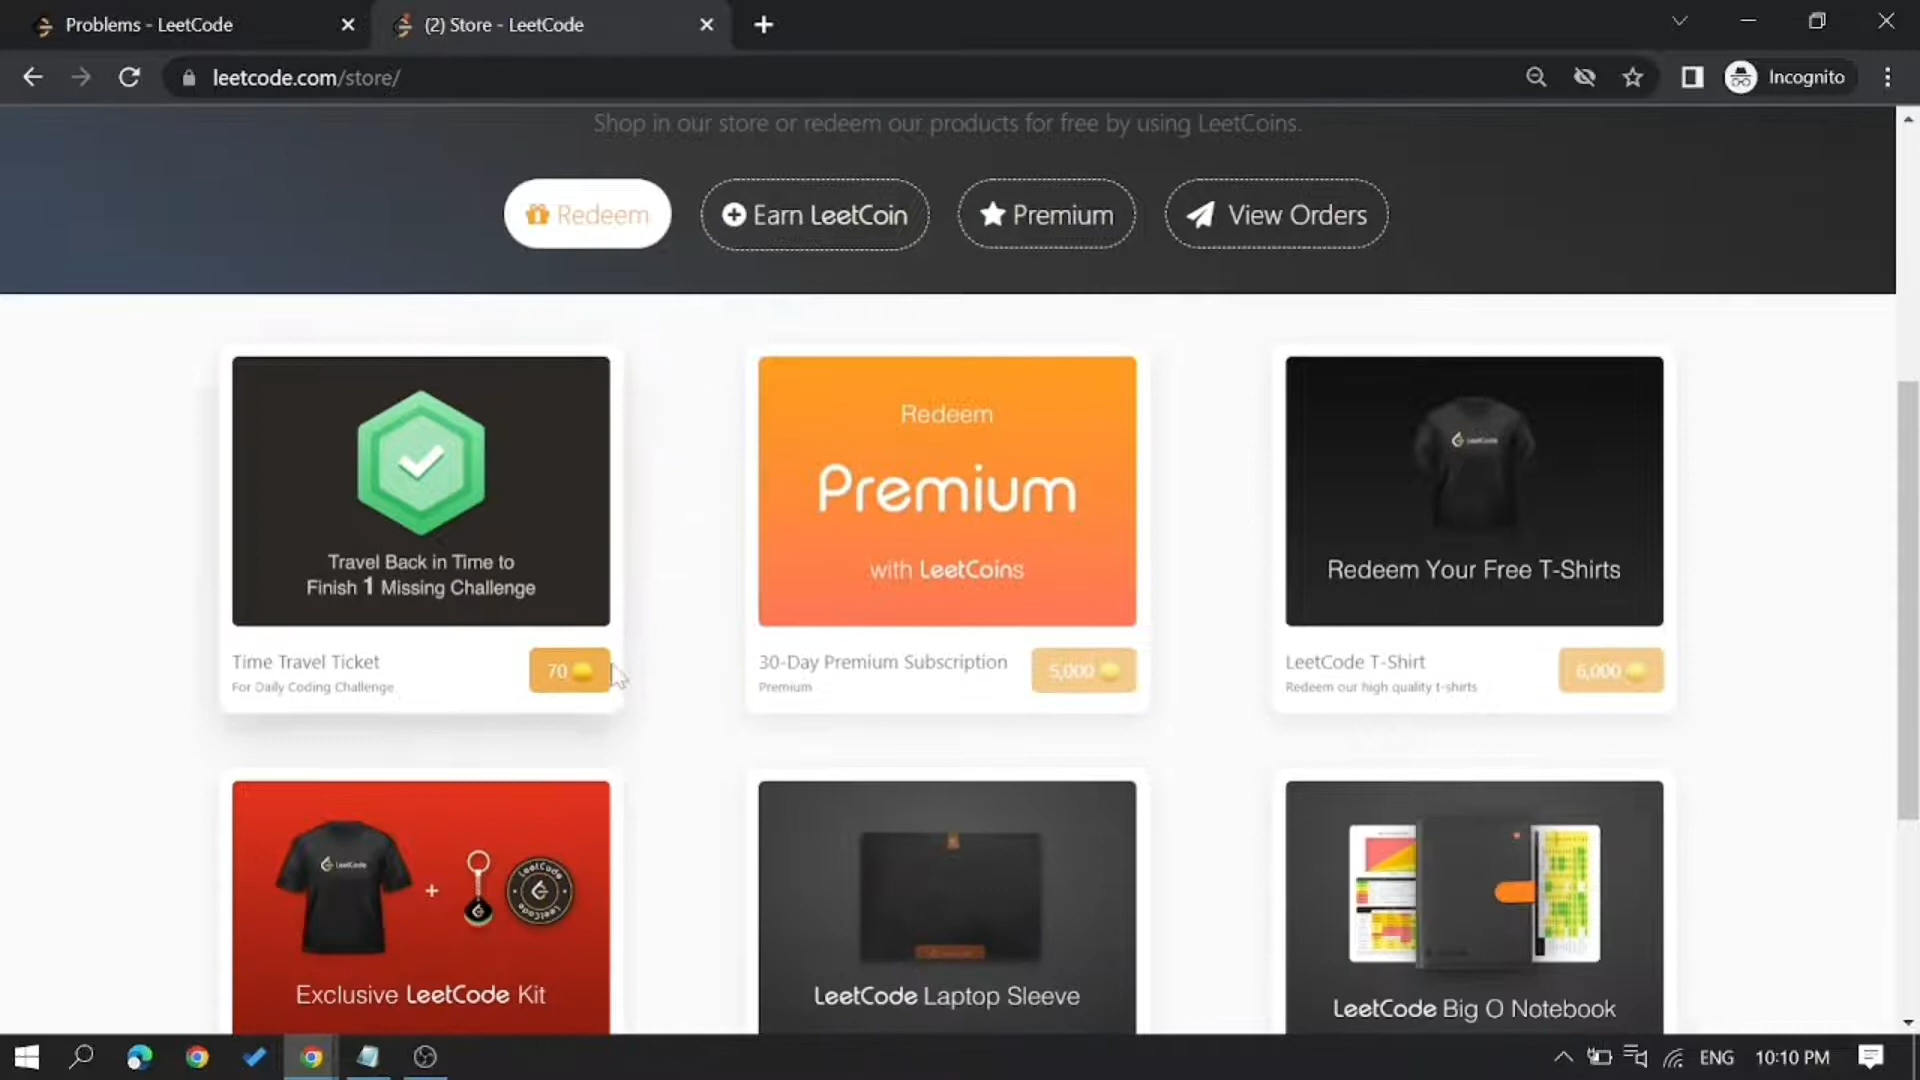 Problems - LeetCode
(2) Store - LeetCode
leetcode.com/store/
Incognito
Shop in our store or redeem our products for free by using LeetCoins.
Redeem
Earn LeetCoin
Premium
View Orders
Travel Back in Time to
Finish 1 Missing Challenge
Time Travel Ticket
For Daily Coding Challenge
70
Redeem
Premium
with LeetCoins
30-Day Premium Subscription
Premium
5,000
LeetCode
Redeem Your Free T-Shirts
LeetCode T-Shirt
Redeem our high quality t-shirts
6,000
LeetCode
+
LeetCode
LeetCode
Exclusive LeetCode Kit
LeetCode Laptop Sleeve
LeetCode Big O Notebook
ENG
10:10 PM